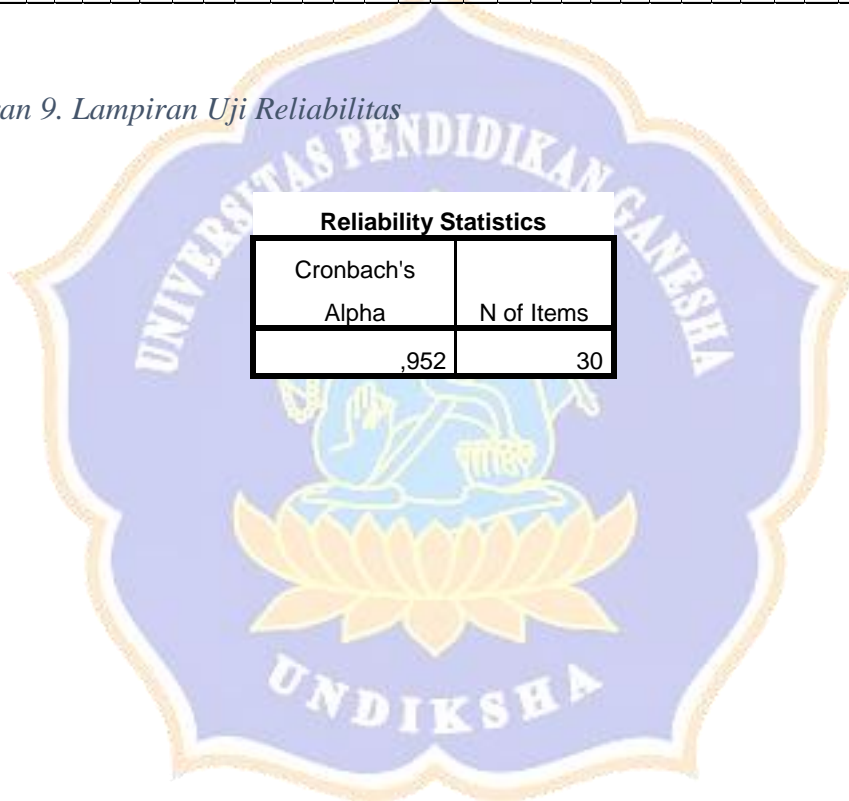 an 9. Lampiran Uji Reliabilitas
UNIVERSITAS PENDIDIKAN GANESHA
Reliability Statistics
Cronbach's Alpha N of Items
,952 30
UNDIKSHA